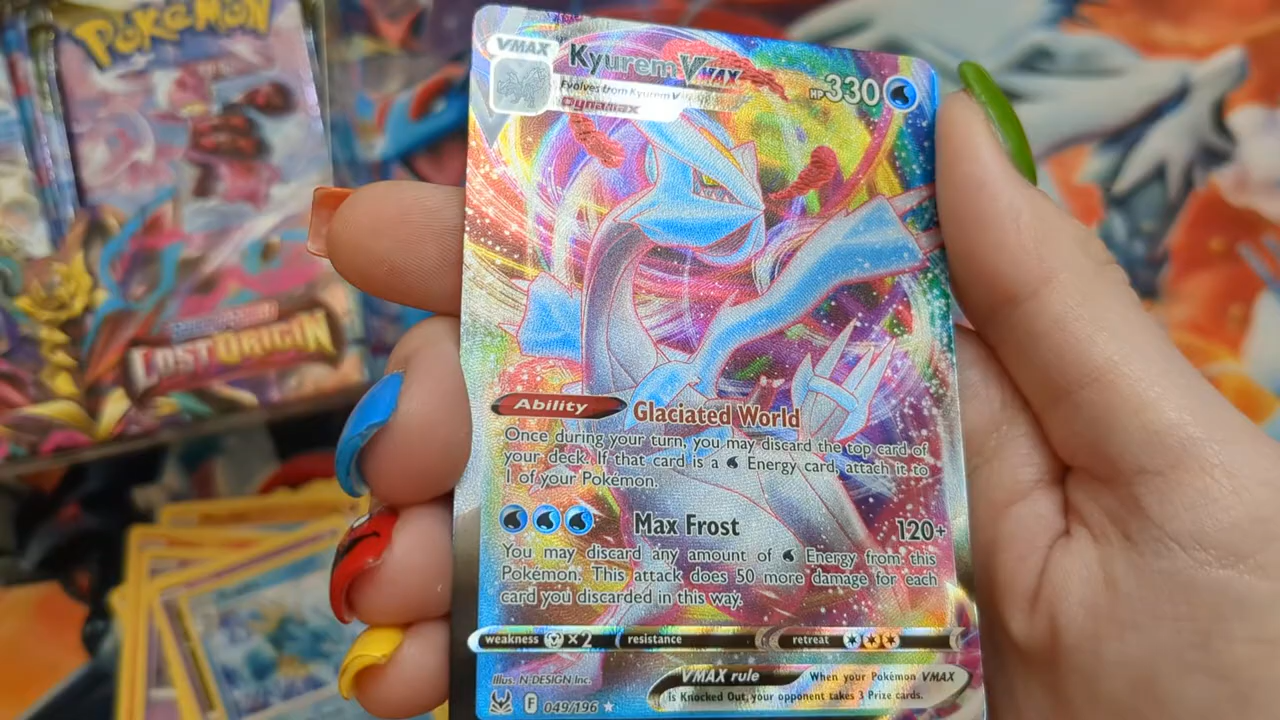 POKÉMON
LOST ORIGIN
VMAX
Kyurem VMAX
HP 330
Evolves from Kyurem V
Dynamax
Ability Glaciated World
Once during your turn, you may discard the top card of
your deck. If that card is a Energy card, attach it to
1 of your Pokémon.
Max Frost 120+
You may discard any amount of Energy from this
Pokémon. This attack does 50 more damage for each
card you discarded in this way.
weakness ×2 resistance retreat
Illus. N-DESIGN Inc.
F 049/196
VMAX rule When your Pokémon VMAX
is Knocked Out, your opponent takes 3 Prize cards.